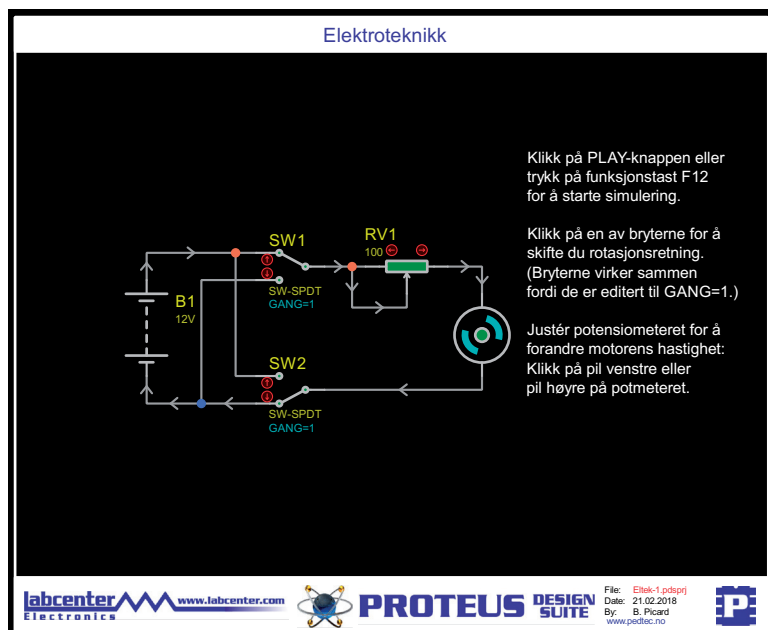 Elektroteknikk
Klikk på PLAY-knappen eller
trykk på funksjonstast F12
for å starte simulering.
Klikk på en av bryterne for å
skifte du rotasjonsretning.
(Bryterne virker sammen
fordi de er editert til GANG=1.)
Justér potensiometeret for å
forandre motorens hastighet:
Klikk på pil venstre eller
pil høyre på potmeteret.
SW1
SW-SPDT
GANG=1
RV1
100
B1
12V
SW2
SW-SPDT
GANG=1
labcenter
Electronics
www.labcenter.com
PROTEUS DESIGN SUITE
File: Eltek-1.pdsprj
Date: 21.02.2018
By: B. Picard
www.pedtec.no
P